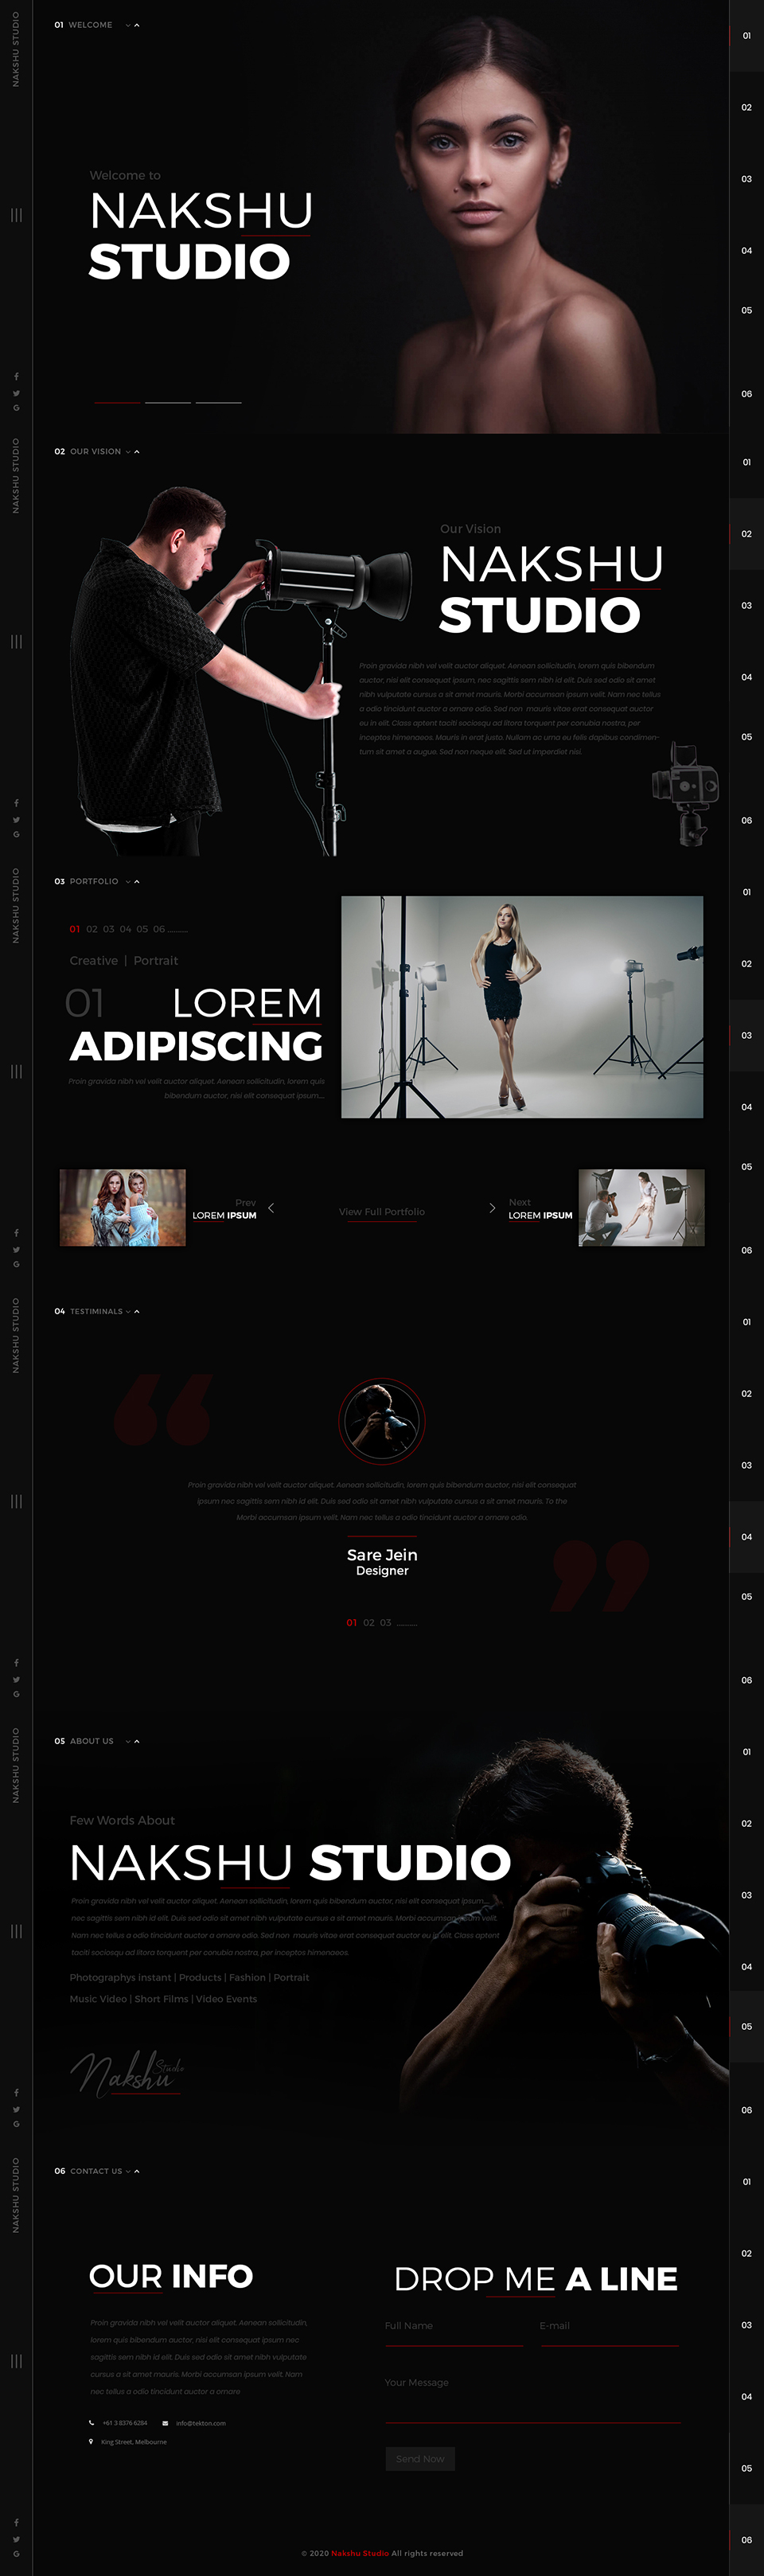 NAKSHU STUDIO
01 WELCOME
Welcome to
NAKSHU
STUDIO
01
02
03
04
05
06
NAKSHU STUDIO
02 OUR VISION
Our Vision
NAKSHU
STUDIO
Proin gravida nibh vel velit auctor aliquet. Aenean sollicitudin, lorem quis bibendum
auctor, nisi elit consequat ipsum, nec sagittis sem nibh id elit. Duis sed odio sit amet
nibh vulputate cursus a sit amet mauris. Morbi accumsan ipsum velit. Nam nec tellus
a odio tincidunt auctor a ornare odio. Sed non mauris vitae erat consequat auctor
eu in elit. Class aptent taciti sociosqu ad litora torquent per conubia nostra, per
inceptos himenaeos. Mauris in erat justo. Nullam ac urna eu felis dapibus condimen-
tum sit amet a augue. Sed non neque elit. Sed ut imperdiet nisi.
01
02
03
04
05
06
NAKSHU STUDIO
03 PORTFOLIO
01 02 03 04 05 06 ..........
Creative | Portrait
01 LOREM
ADIPISCING
Proin gravida nibh vel velit auctor aliquet. Aenean sollicitudin, lorem quis
bibendum auctor, nisi elit consequat ipsum....
Prev
LOREM IPSUM
View Full Portfolio
Next
LOREM IPSUM
01
02
03
04
05
06
NAKSHU STUDIO
04 TESTIMINALS
“
Proin gravida nibh vel velit auctor aliquet. Aenean sollicitudin, lorem quis bibendum auctor, nisi elit consequat
ipsum nec sagittis sem nibh id elit. Duis sed odio sit amet nibh vulputate cursus a sit amet mauris. To the
Morbi accumsan ipsum velit. Nam nec tellus a odio tincidunt auctor a ornare odio.
”
Sare Jein
Designer
01 02 03 ..........
01
02
03
04
05
06
NAKSHU STUDIO
05 ABOUT US
Few Words About
NAKSHU STUDIO
Proin gravida nibh vel velit auctor aliquet. Aenean sollicitudin, lorem quis bibendum auctor, nisi elit consequat ipsum....
nec sagittis sem nibh id elit. Duis sed odio sit amet nibh vulputate cursus a sit amet mauris. Morbi accumsan ipsum velit.
Nam nec tellus a odio tincidunt auctor a ornare odio. Sed non mauris vitae erat consequat auctor eu in elit. Class aptent
taciti sociosqu ad litora torquent per conubia nostra, per inceptos himenaeos.
Photographys instant | Products | Fashion | Portrait
Music Video | Short Films | Video Events
Nakshu Studio
01
02
03
04
05
06
NAKSHU STUDIO
06 CONTACT US
OUR INFO
Proin gravida nibh vel velit auctor aliquet. Aenean sollicitudin,
lorem quis bibendum auctor, nisi elit consequat ipsum nec
sagittis sem nibh id elit. Duis sed odio sit amet nibh vulputate
cursus a sit amet mauris. Morbi accumsan ipsum velit. Nam
nec tellus a odio tincidunt auctor a ornare
+61 3 8376 6284 info@tekton.com
King Street, Melbourne
DROP ME A LINE
Full Name E-mail
Your Message
Send Now
01
02
03
04
05
06
© 2020 Nakshu Studio All rights reserved